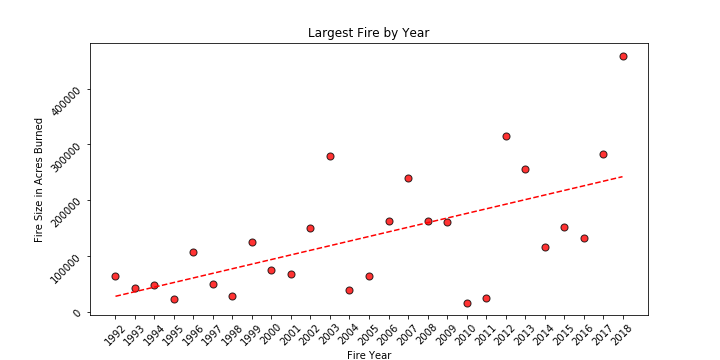 Largest Fire by Year
Fire Size in Acres Burned
400000
300000
200000
100000
0
1992 1993 1994 1995 1996 1997 1998 1999 2000 2001 2002 2003 2004 2005 2006 2007 2008 2009 2010 2011 2012 2013 2014 2015 2016 2017 2018
Fire Year